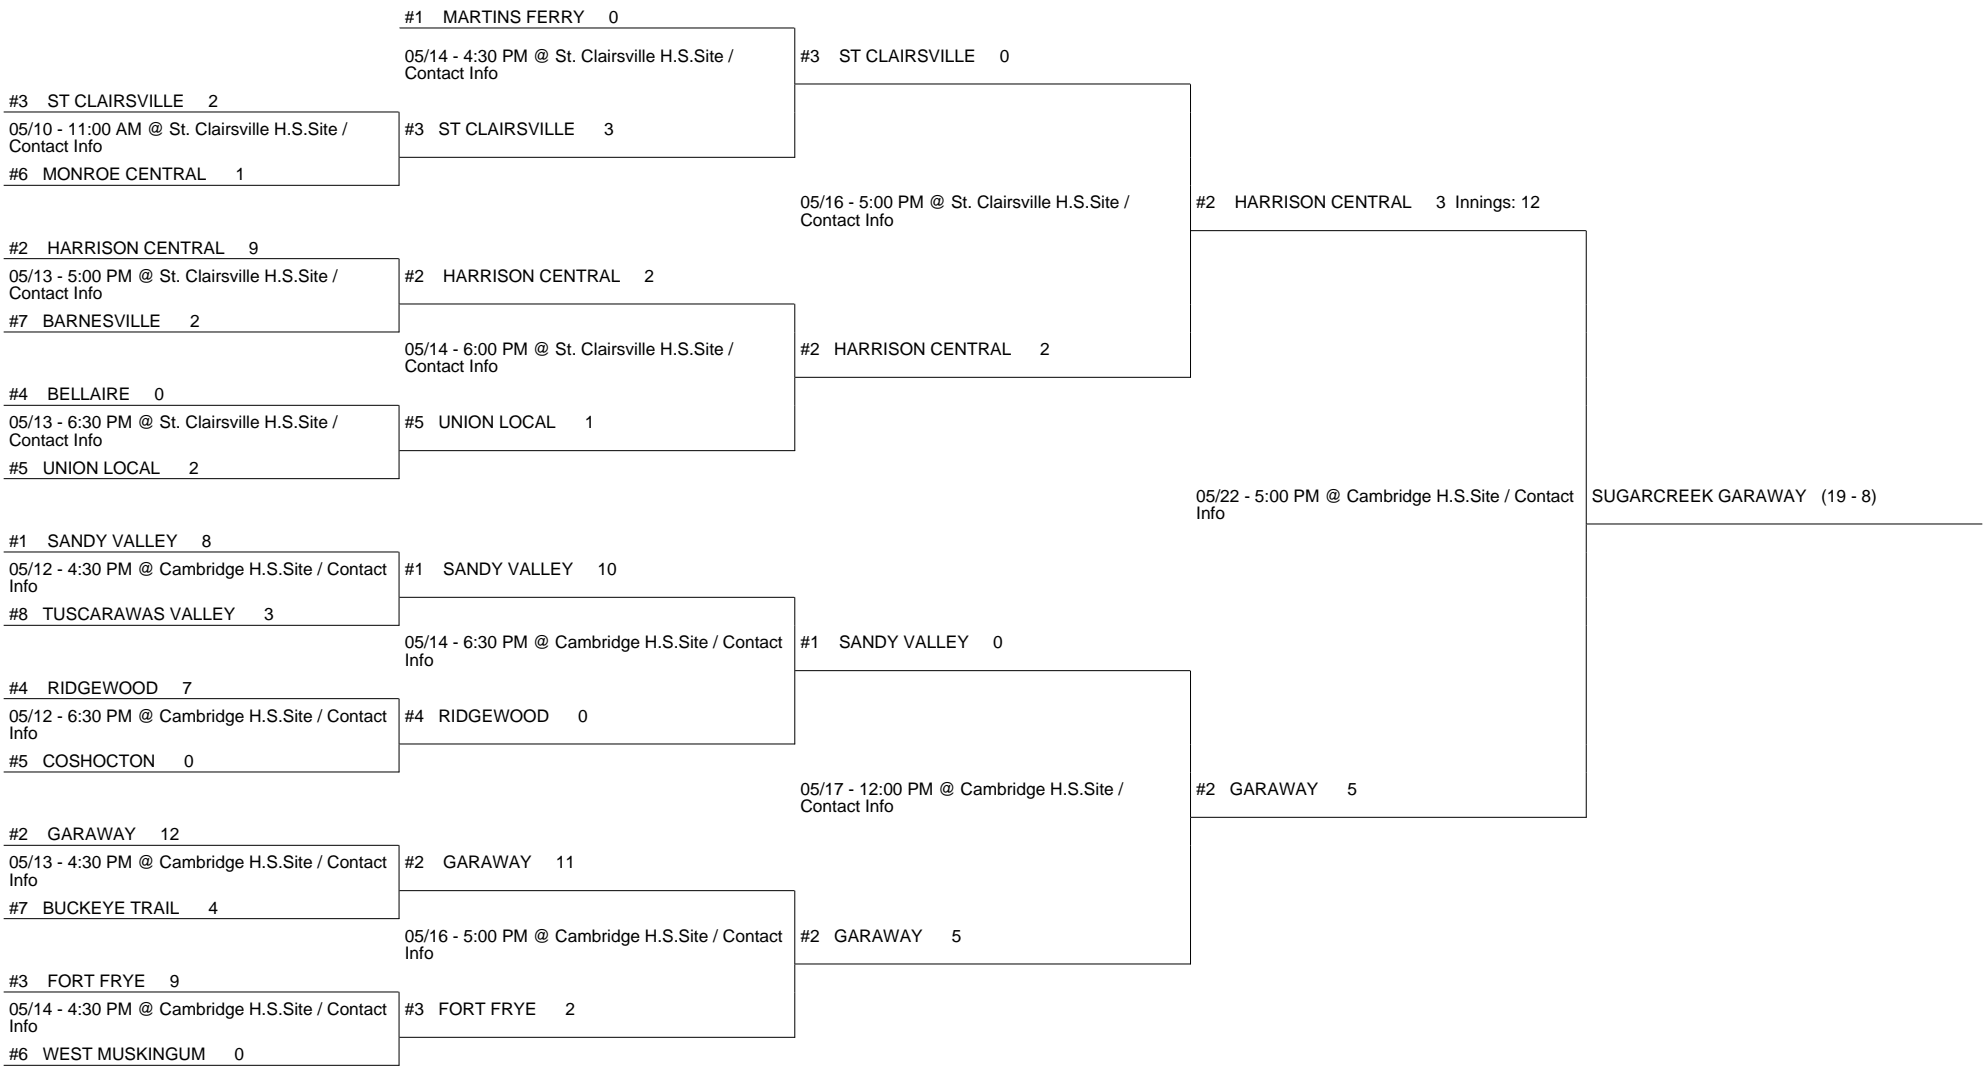 #1 MARTINS FERRY 0
05/14 - 4:30 PM @ St. Clairsville H.S.Site /
Contact Info
#3 ST CLAIRSVILLE 0
#3 ST CLAIRSVILLE 2
05/10 - 11:00 AM @ St. Clairsville H.S.Site /
Contact Info
#3 ST CLAIRSVILLE 3
#6 MONROE CENTRAL 1
05/16 - 5:00 PM @ St. Clairsville H.S.Site /
Contact Info
#2 HARRISON CENTRAL 3 Innings: 12
#2 HARRISON CENTRAL 9
05/13 - 5:00 PM @ St. Clairsville H.S.Site /
Contact Info
#2 HARRISON CENTRAL 2
#7 BARNESVILLE 2
05/14 - 6:00 PM @ St. Clairsville H.S.Site /
Contact Info
#2 HARRISON CENTRAL 2
#4 BELLAIRE 0
05/13 - 6:30 PM @ St. Clairsville H.S.Site /
Contact Info
#5 UNION LOCAL 1
#5 UNION LOCAL 2
05/22 - 5:00 PM @ Cambridge H.S.Site / Contact
Info
SUGARCREEK GARAWAY (19 - 8)
#1 SANDY VALLEY 8
05/12 - 4:30 PM @ Cambridge H.S.Site / Contact
Info
#1 SANDY VALLEY 10
#8 TUSCARAWAS VALLEY 3
05/14 - 6:30 PM @ Cambridge H.S.Site / Contact
Info
#1 SANDY VALLEY 0
#4 RIDGEWOOD 7
05/12 - 6:30 PM @ Cambridge H.S.Site / Contact
Info
#4 RIDGEWOOD 0
#5 COSHOCTON 0
05/17 - 12:00 PM @ Cambridge H.S.Site /
Contact Info
#2 GARAWAY 5
#2 GARAWAY 12
05/13 - 4:30 PM @ Cambridge H.S.Site / Contact
Info
#2 GARAWAY 11
#7 BUCKEYE TRAIL 4
05/16 - 5:00 PM @ Cambridge H.S.Site / Contact
Info
#2 GARAWAY 5
#3 FORT FRYE 9
05/14 - 4:30 PM @ Cambridge H.S.Site / Contact
Info
#3 FORT FRYE 2
#6 WEST MUSKINGUM 0